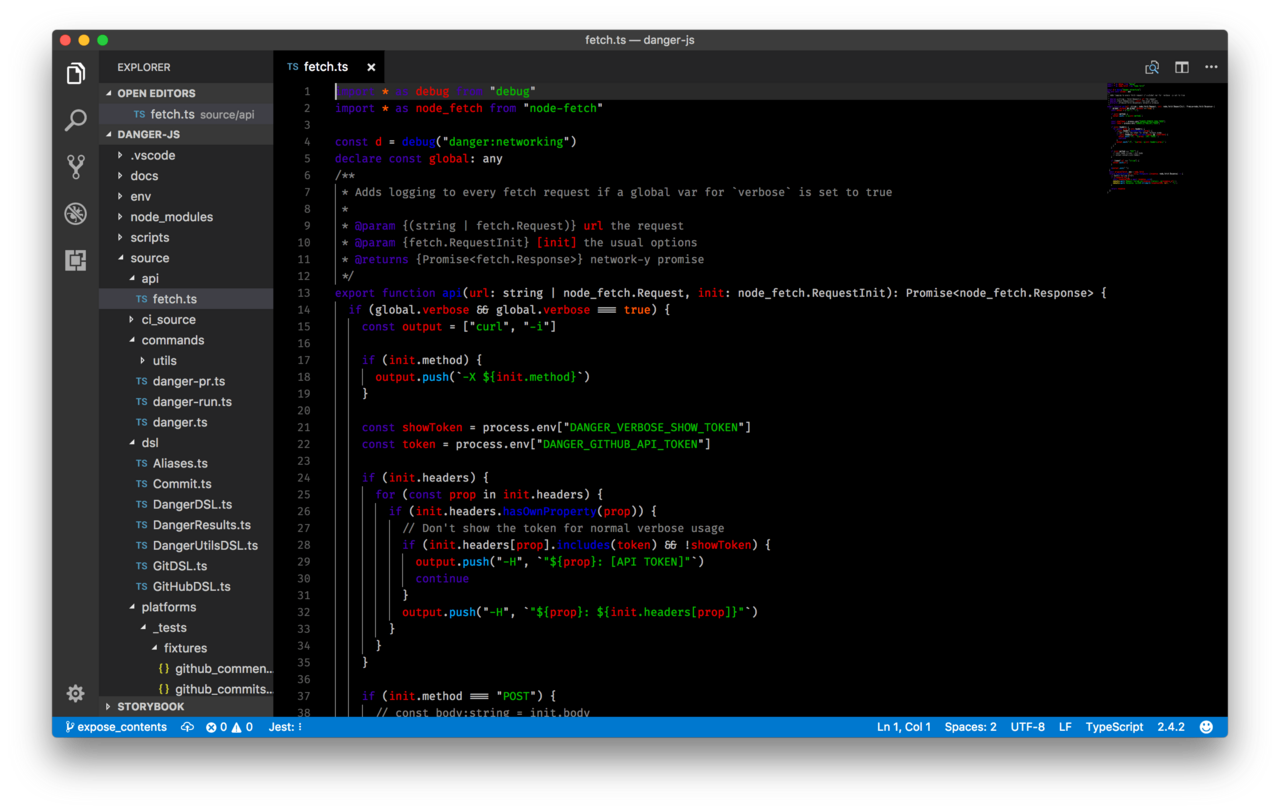 fetch.ts — danger-js
EXPLORER
OPEN EDITORS
TS fetch.ts source/api
DANGER-JS
.vscode
docs
env
node_modules
scripts
source
api
TS fetch.ts
ci_source
commands
utils
TS danger-pr.ts
TS danger-run.ts
TS danger.ts
dsl
TS Aliases.ts
TS Commit.ts
TS DangerDSL.ts
TS DangerResults.ts
TS DangerUtilsDSL.ts
TS GitDSL.ts
TS GitHubDSL.ts
platforms
_tests
fixtures
{} github_commen...
{} github_commits...
STORYBOOK
TS fetch.ts ×
1 import * as debug from "debug"
2 import * as node_fetch from "node-fetch"
3
4 const d = debug("danger:networking")
5 declare const global: any
6 /**
7 * Adds logging to every fetch request if a global var for `verbose` is set to true
8 *
9 * @param {(string | fetch.Request)} url the request
10 * @param {fetch.RequestInit} [init] the usual options
11 * @returns {Promise<fetch.Response>} network-y promise
12 */
13 export function api(url: string | node_fetch.Request, init: node_fetch.RequestInit): Promise<node_fetch.Response> {
14 if (global.verbose && global.verbose === true) {
15 const output = ["curl", "-i"]
16
17 if (init.method) {
18 output.push(`-X ${init.method}`)
19 }
20
21 const showToken = process.env["DANGER_VERBOSE_SHOW_TOKEN"]
22 const token = process.env["DANGER_GITHUB_API_TOKEN"]
23
24 if (init.headers) {
25 for (const prop in init.headers) {
26 if (init.headers.hasOwnProperty(prop)) {
27 // Don't show the token for normal verbose usage
28 if (init.headers[prop].includes(token) && !showToken) {
29 output.push("-H", `"${prop}: [API TOKEN]"`)
30 continue
31 }
32 output.push("-H", `"${prop}: ${init.headers[prop]}"`)
33 }
34 }
35 }
36
37 if (init.method === "POST") {
38 // const body:string = init.body
expose_contents 0 0 Jest: Ln 1, Col 1 Spaces: 2 UTF-8 LF TypeScript 2.4.2